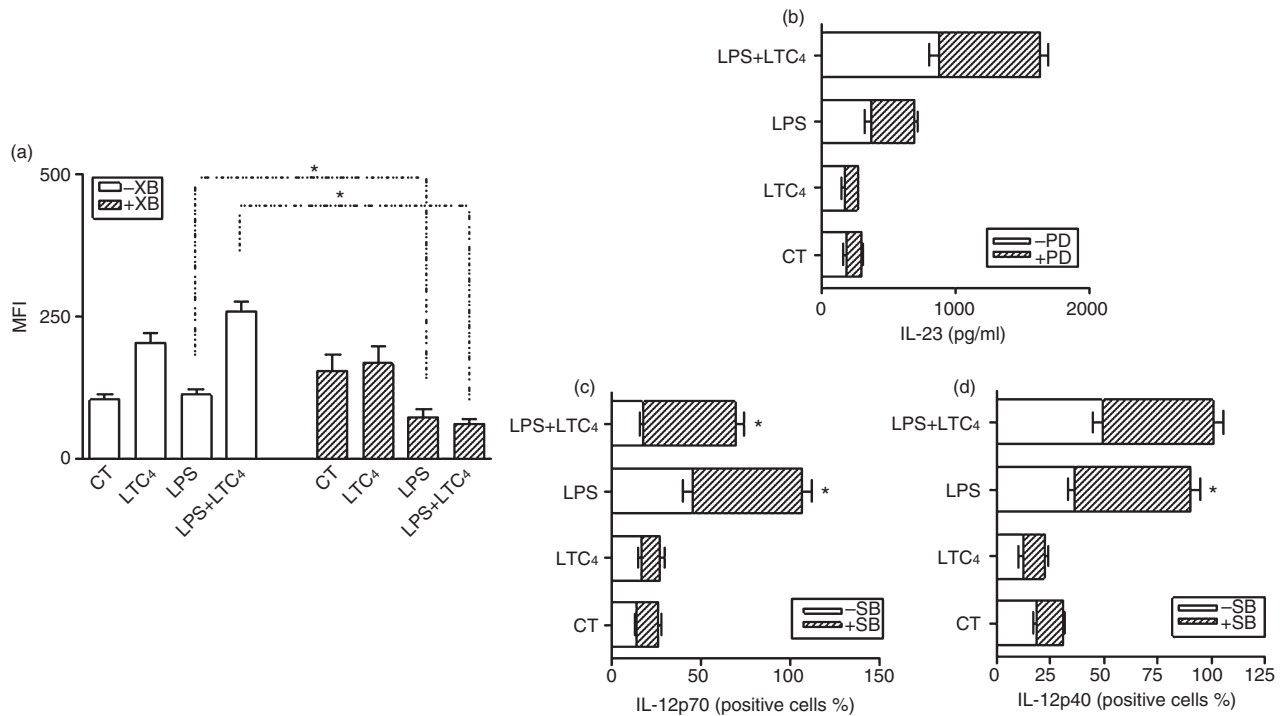 (a)
500
250
0
MFI
–XB
+XB
*
*
CT
LTC₄
LPS
LPS+LTC₄
CT
LTC₄
LPS
LPS+LTC₄
(b)
LPS+LTC₄
LPS
LTC₄
CT
–PD
+PD
0
1000
2000
IL-23 (pg/ml)
(c)
LPS+LTC₄
*
LPS
*
LTC₄
CT
–SB
+SB
0
50
100
150
IL-12p70 (positive cells %)
(d)
LPS+LTC₄
LPS
*
LTC₄
CT
–SB
+SB
0
25
50
75
100
125
IL-12p40 (positive cells %)